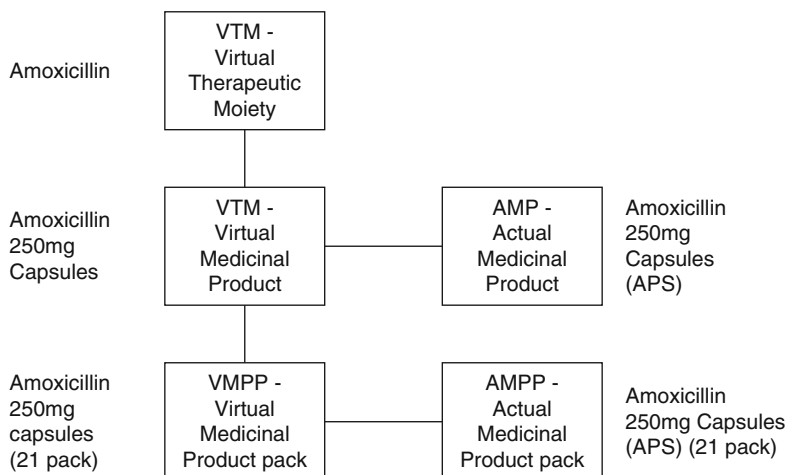 Amoxicillin
VTM -
Virtual
Therapeutic
Moiety
Amoxicillin
250mg
Capsules
VTM -
Virtual
Medicinal
Product
AMP -
Actual
Medicinal
Product
Amoxicillin
250mg
Capsules
(APS)
Amoxicillin
250mg
capsules
(21 pack)
VMPP -
Virtual
Medicinal
Product pack
AMPP -
Actual
Medicinal
Product pack
Amoxicillin
250mg Capsules
(APS) (21 pack)